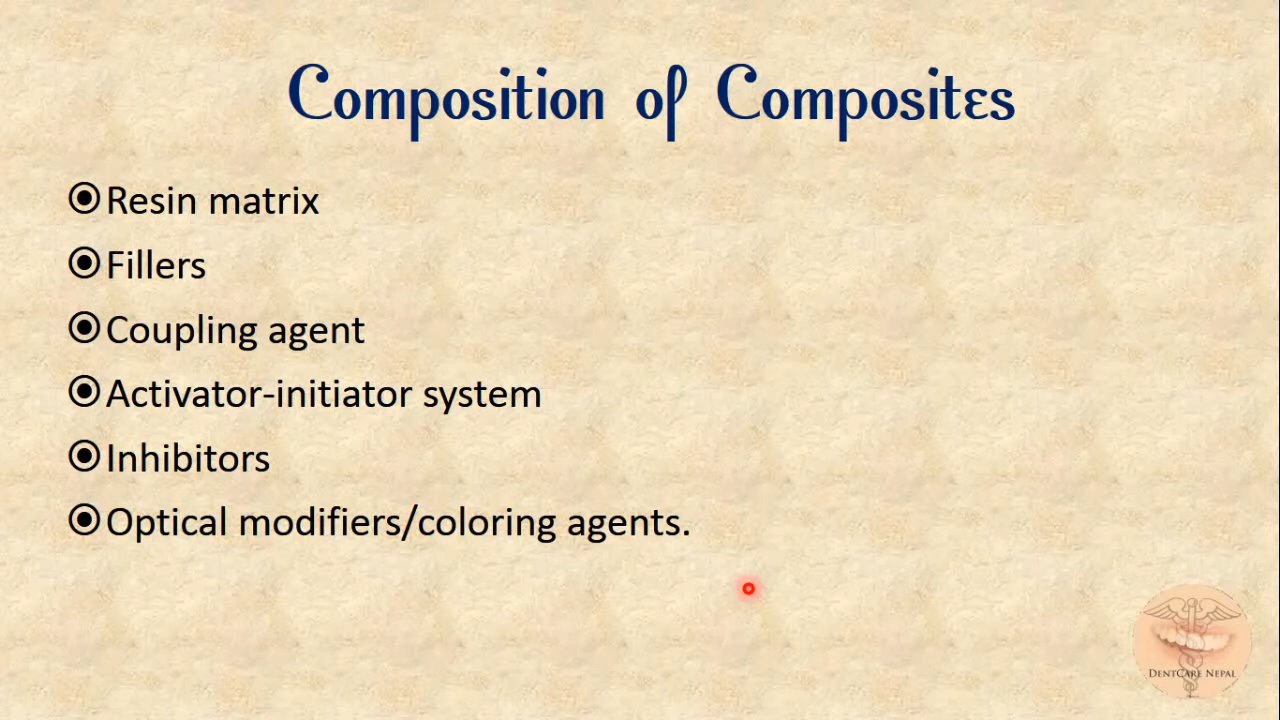 Composition of Composites
Resin matrix
Fillers
Coupling agent
Activator-initiator system
Inhibitors
Optical modifiers/coloring agents.
DentCare Nepal